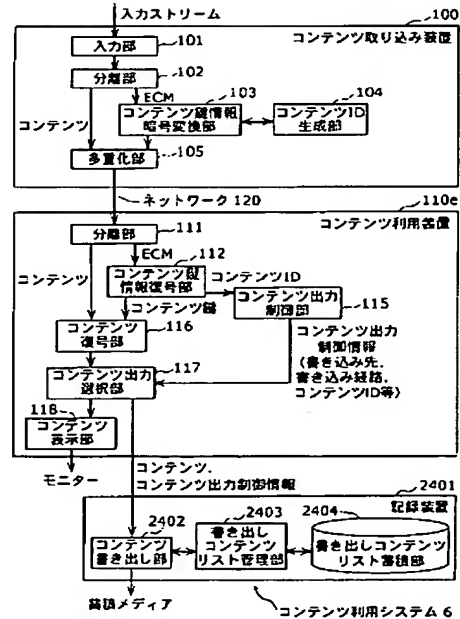 入力ストリーム
100
コンテンツ取り込み装置
入力部
101
分離部
102
ECM
103
104
コンテンツ
コンテンツ鍵情報
暗号変換部
コンテンツID
生成部
多重化部
105
ネットワーク 120
110e
コンテンツ利用装置
分離部
111
ECM
112
コンテンツ
コンテンツ鍵
情報復号部
コンテンツID
コンテンツ鍵
コンテンツ出力
制御部
115
コンテンツ
復号部
116
コンテンツ出力
制御情報
(書き込み先、
書き込み経路、
コンテンツID等)
コンテンツ出力
選択部
117
118
コンテンツ
表示部
モニター
コンテンツ、
コンテンツ出力制御情報
2401
記録装置
2402
2403
2404
コンテンツ
書き出し部
書き出し
コンテンツ
リスト管理部
書き出しコンテンツ
リスト蓄積部
蓄積メディア
コンテンツ利用システム 6